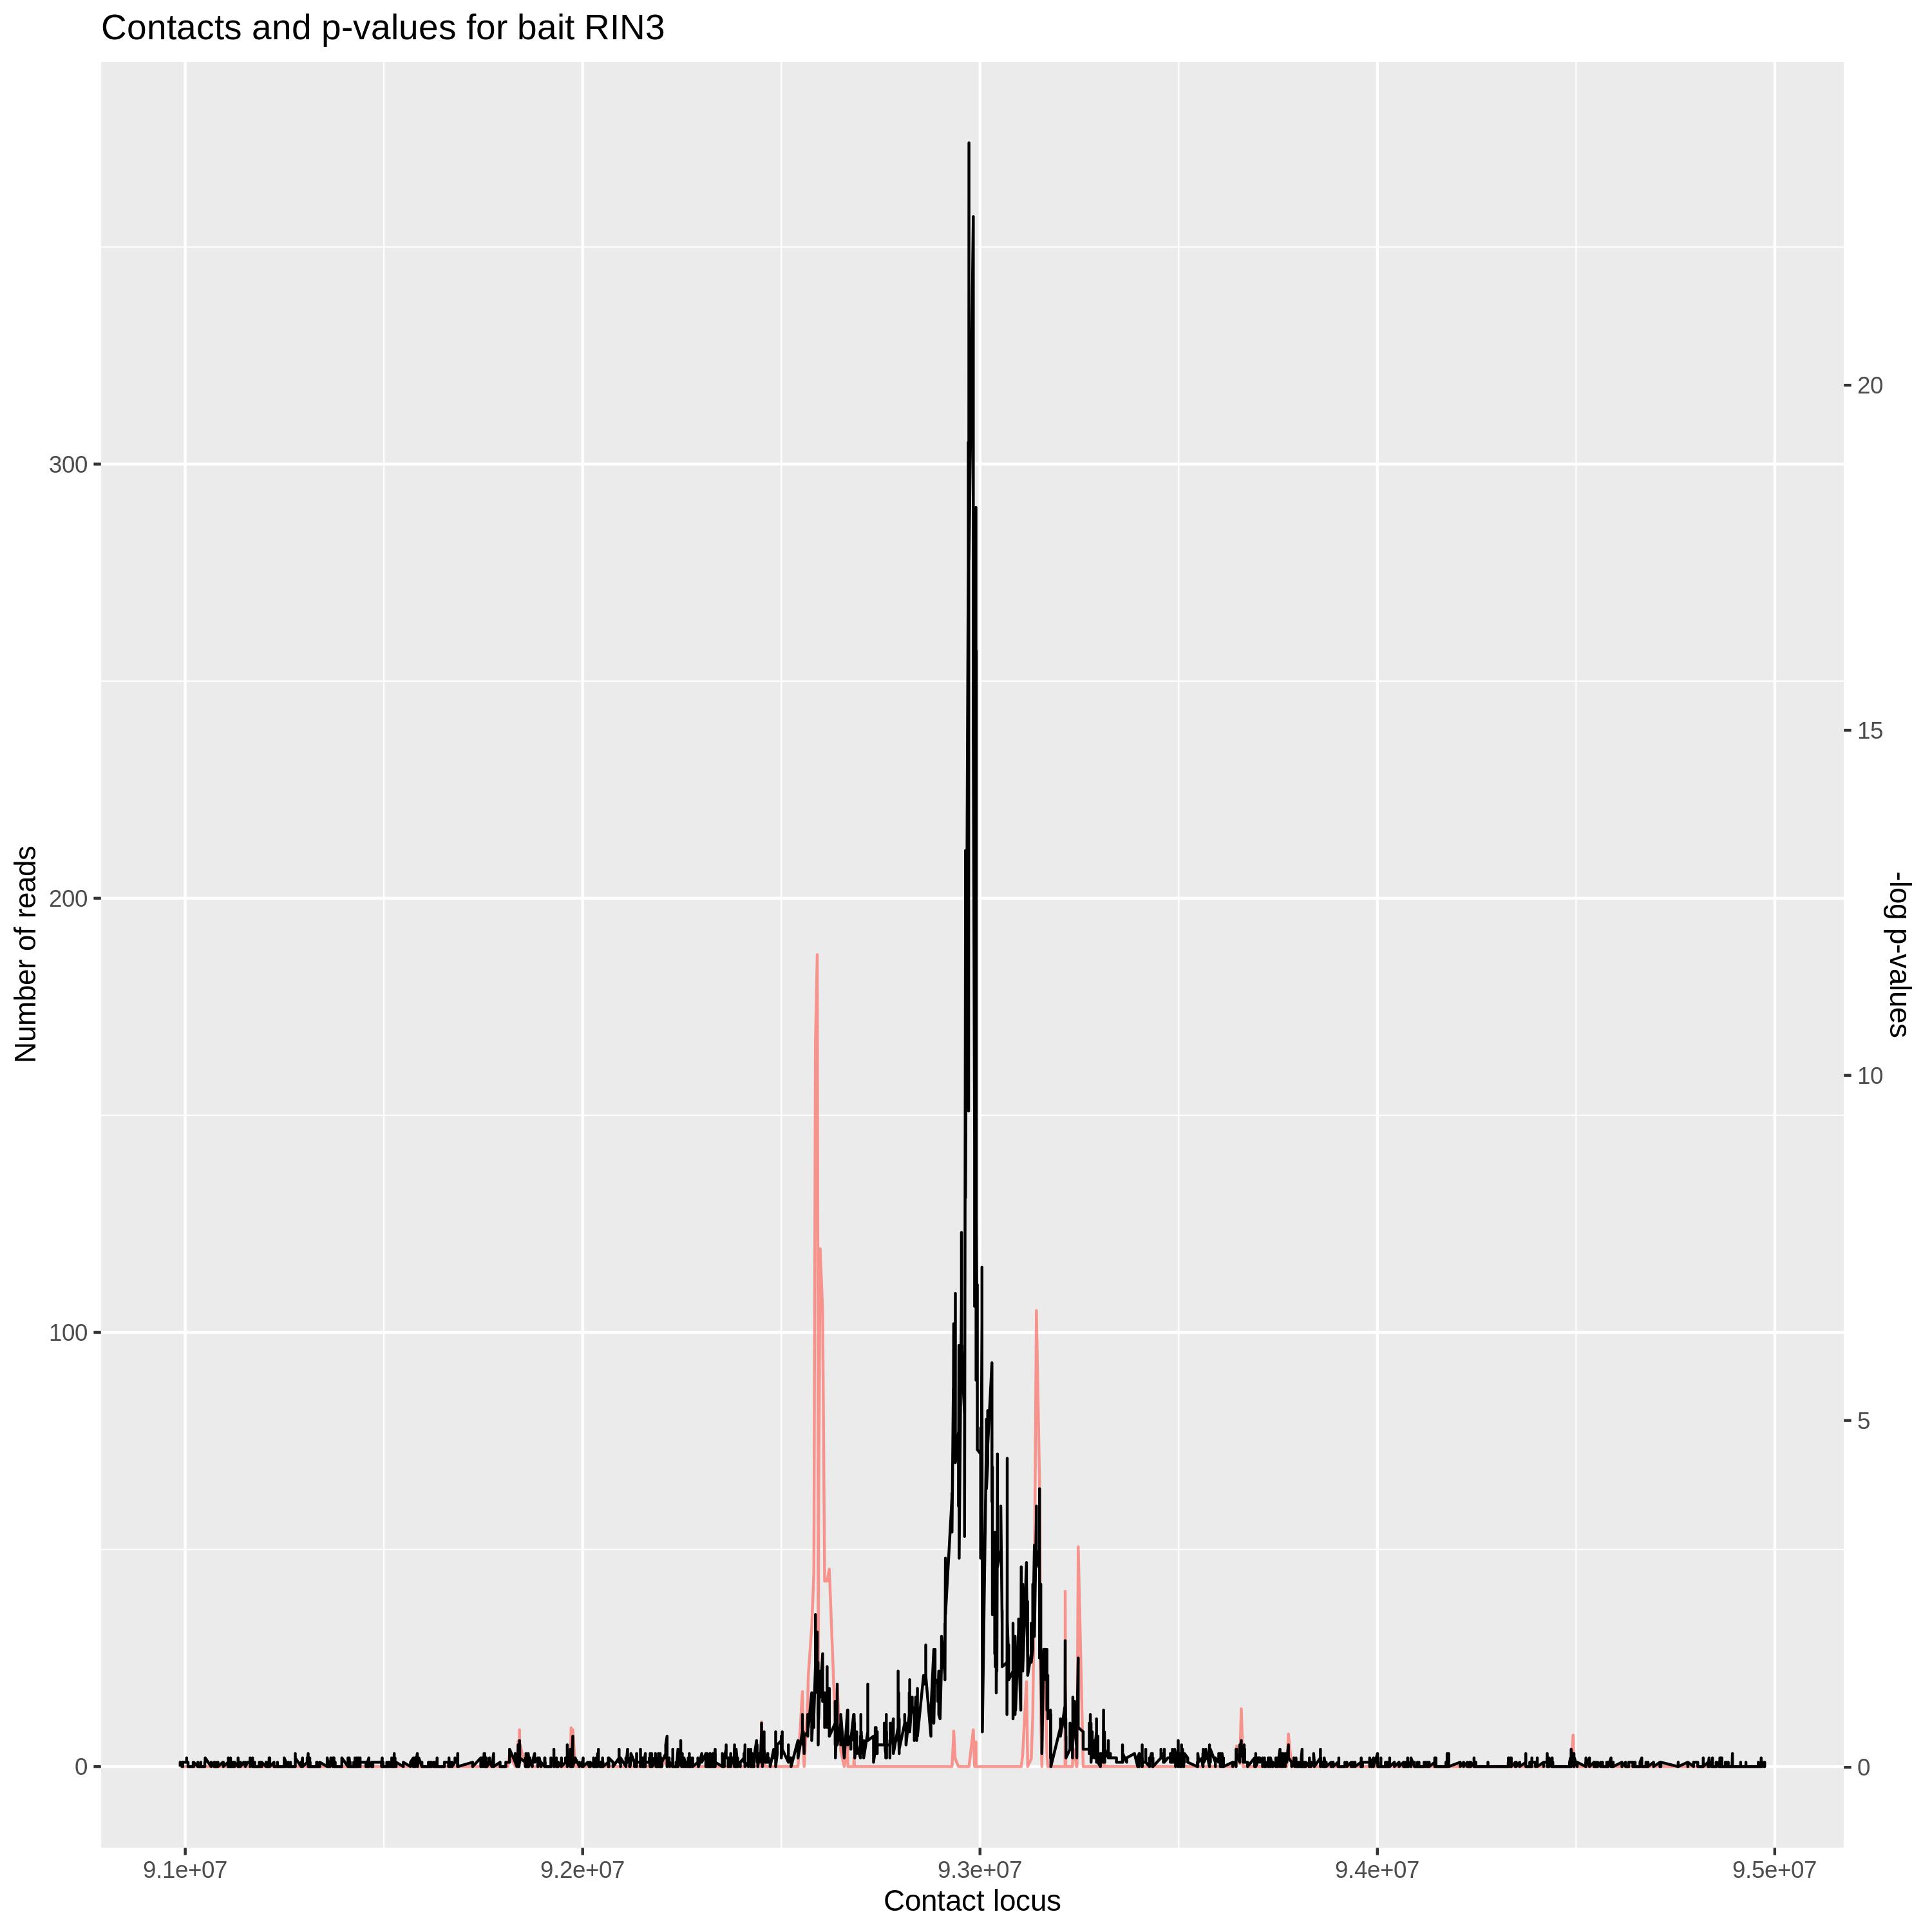 Contacts and p-values for bait RIN3
Number of reads
300
200
100
0
20
15
10
5
0
-log p-values
9.1e+07 9.2e+07 9.3e+07 9.4e+07 9.5e+07
Contact locus